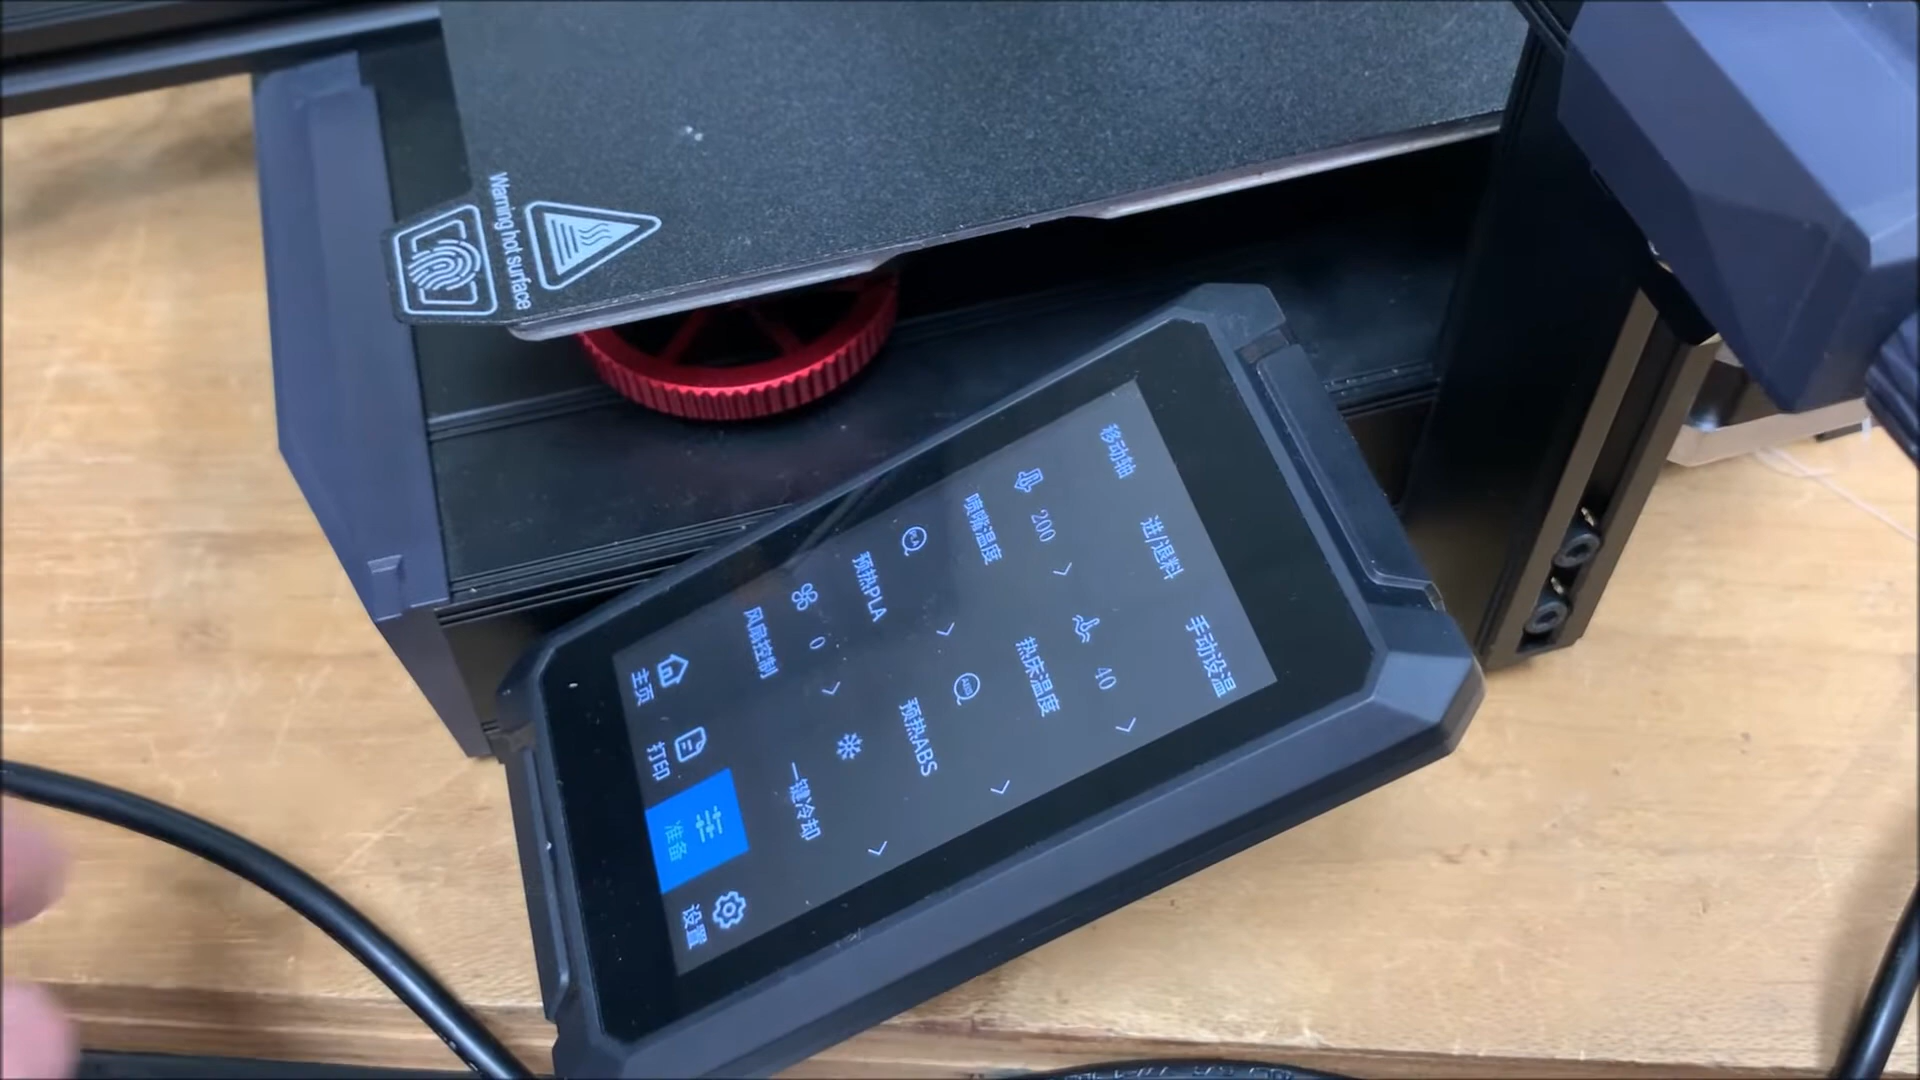 Warning hot surface
移动轴 进/退料 手动设温
200 40
喷嘴温度 热床温度
PLA
预热PLA 预热ABS
0
风扇控制 一键冷却
主页 打印 准备 设置